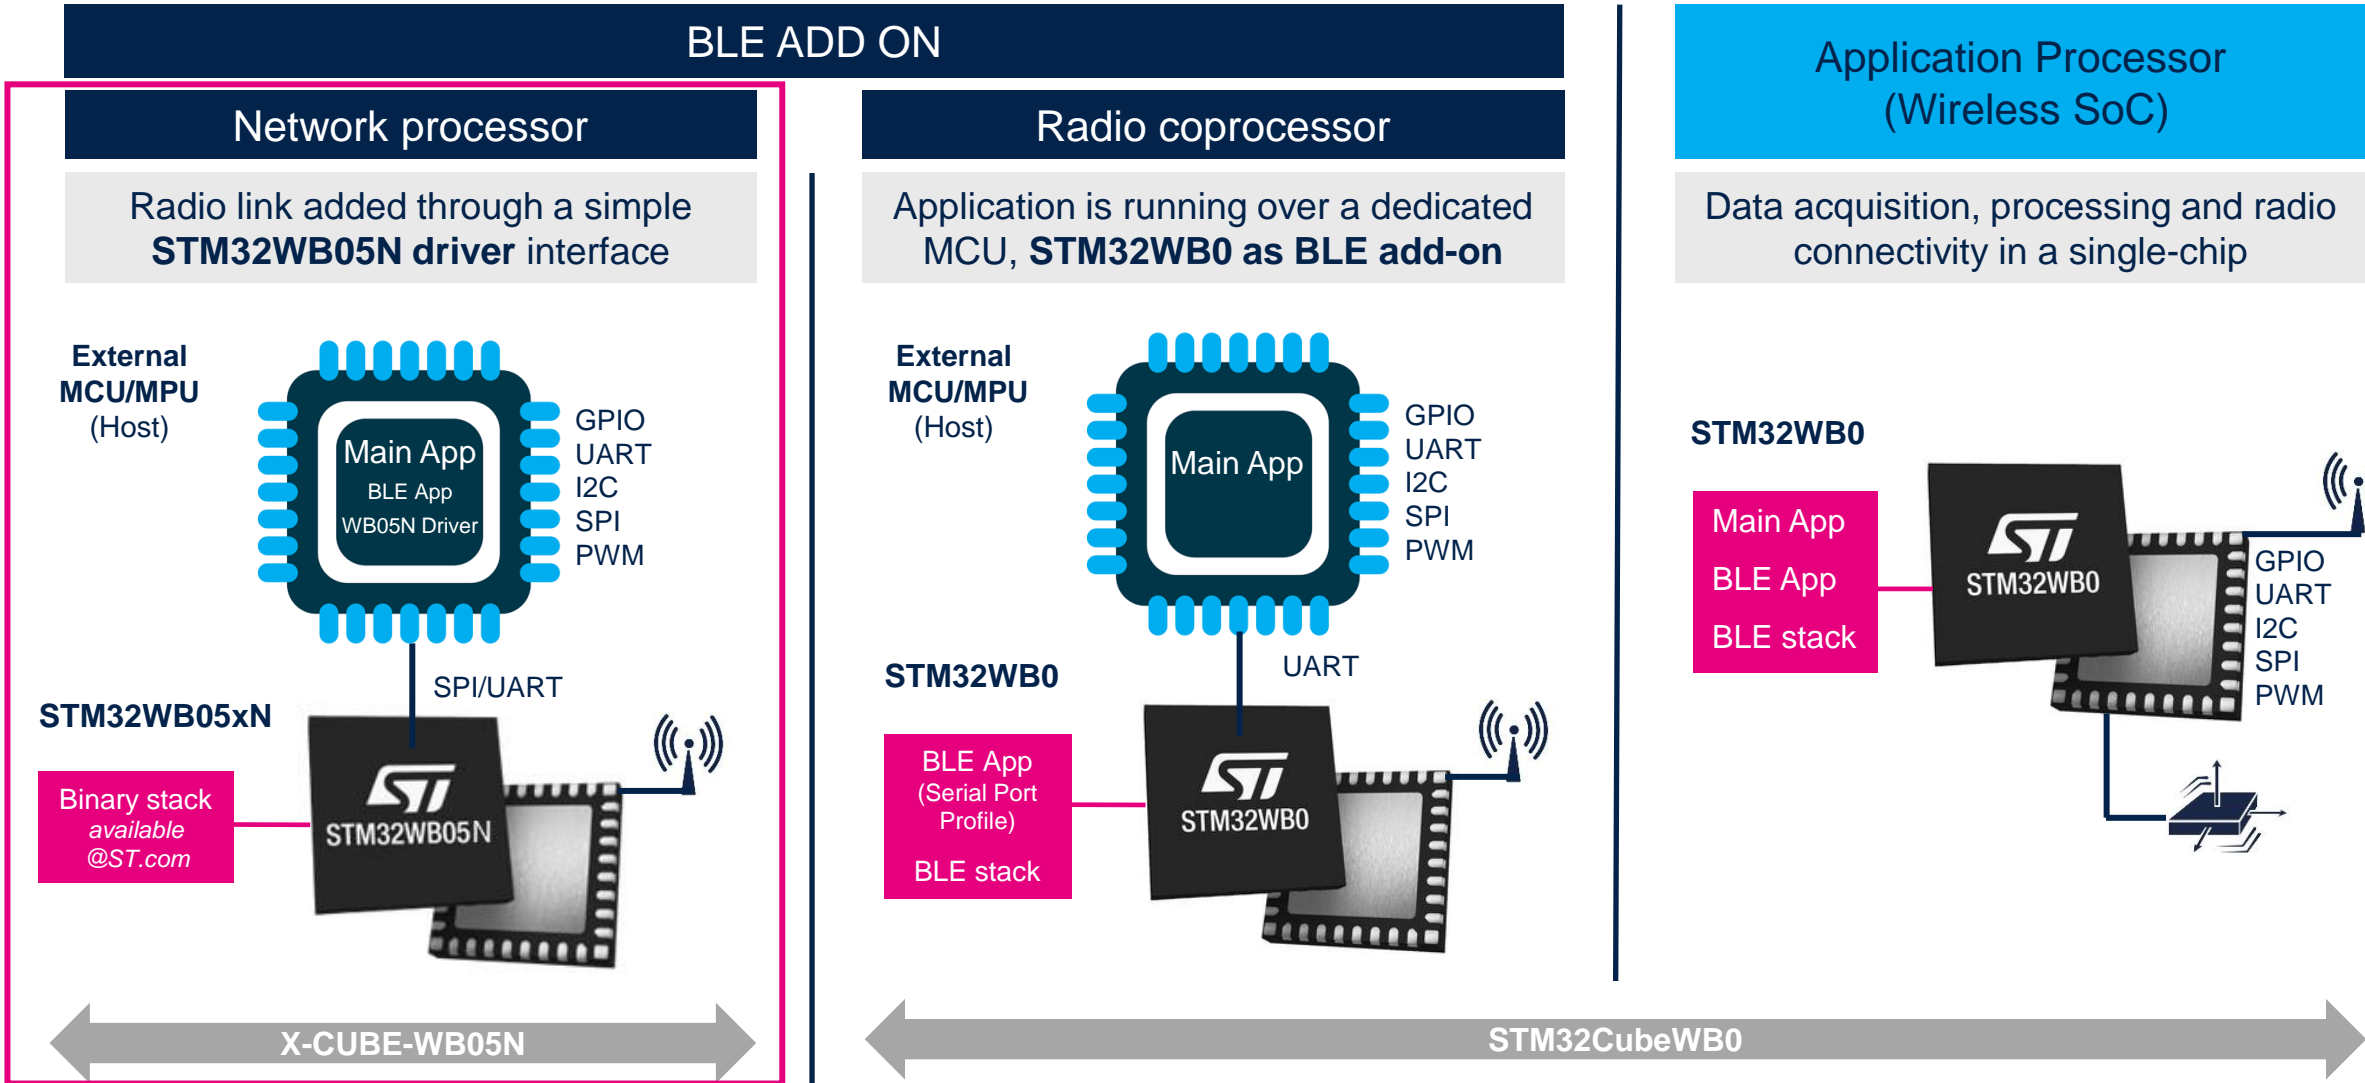 BLE ADD ON
Network processor
Radio link added through a simple
STM32WB05N driver interface
External
MCU/MPU
(Host)
Main App
BLE App
WB05N Driver
GPIO
UART
I2C
SPI
PWM
SPI/UART
STM32WB05xN
Binary stack
available
@ST.com
ST
STM32WB05N
X-CUBE-WB05N
Radio coprocessor
Application is running over a dedicated
MCU, STM32WB0 as BLE add-on
External
MCU/MPU
(Host)
Main App
GPIO
UART
I2C
SPI
PWM
UART
STM32WB0
BLE App
(Serial Port
Profile)
BLE stack
ST
STM32WB0
Application Processor
(Wireless SoC)
Data acquisition, processing and radio
connectivity in a single-chip
STM32WB0
Main App
BLE App
BLE stack
ST
STM32WB0
GPIO
UART
I2C
SPI
PWM
STM32CubeWB0